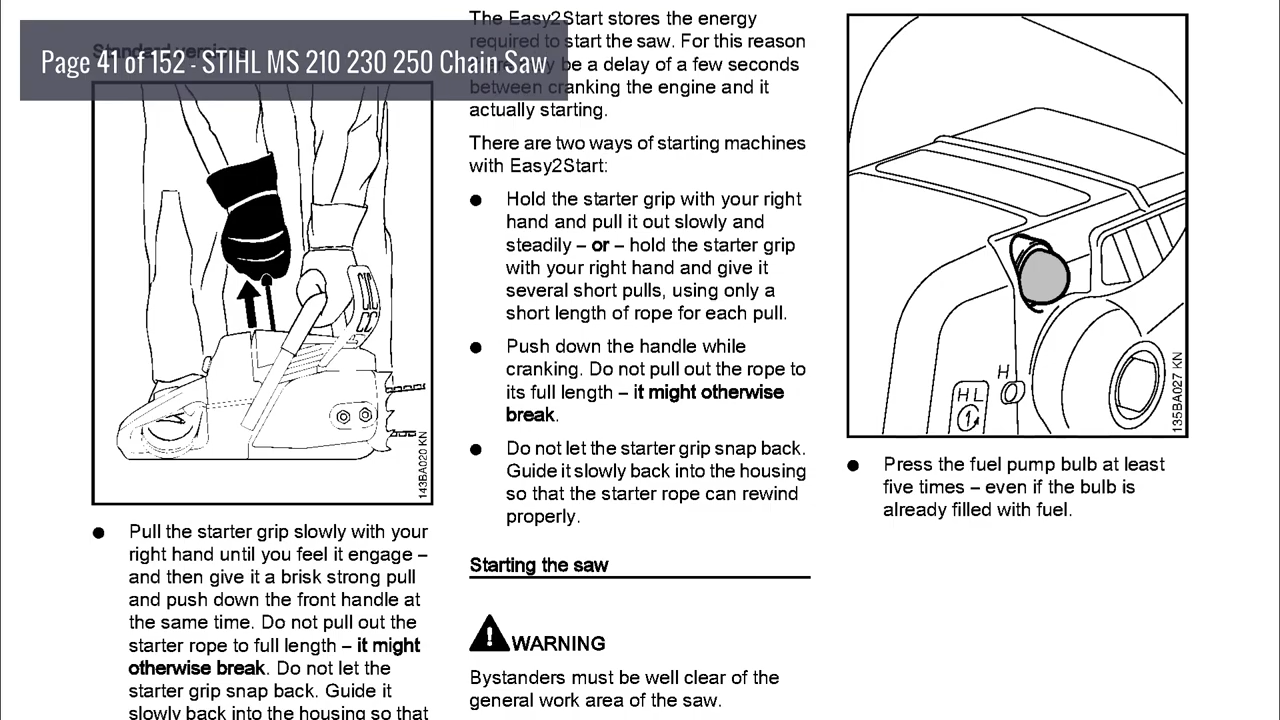 Page 41 of 152 - STIHL MS 210 230 250 Chain Saw
143BA020 KN
● Pull the starter grip slowly with your
right hand until you feel it engage –
and then give it a brisk strong pull
and push down the front handle at
the same time. Do not pull out the
starter rope to full length – it might
otherwise break. Do not let the
starter grip snap back. Guide it
slowly back into the housing so that
The Easy2Start stores the energy
required to start the saw. For this reason
be a delay of a few seconds
between cranking the engine and it
actually starting.
There are two ways of starting machines
with Easy2Start:
● Hold the starter grip with your right
hand and pull it out slowly and
steadily – or – hold the starter grip
with your right hand and give it
several short pulls, using only a
short length of rope for each pull.
● Push down the handle while
cranking. Do not pull out the rope to
its full length – it might otherwise
break.
● Do not let the starter grip snap back.
Guide it slowly back into the housing
so that the starter rope can rewind
properly.
Starting the saw
WARNING
Bystanders must be well clear of the
general work area of the saw.
H
H L
1
135BA027 KN
● Press the fuel pump bulb at least
five times – even if the bulb is
already filled with fuel.